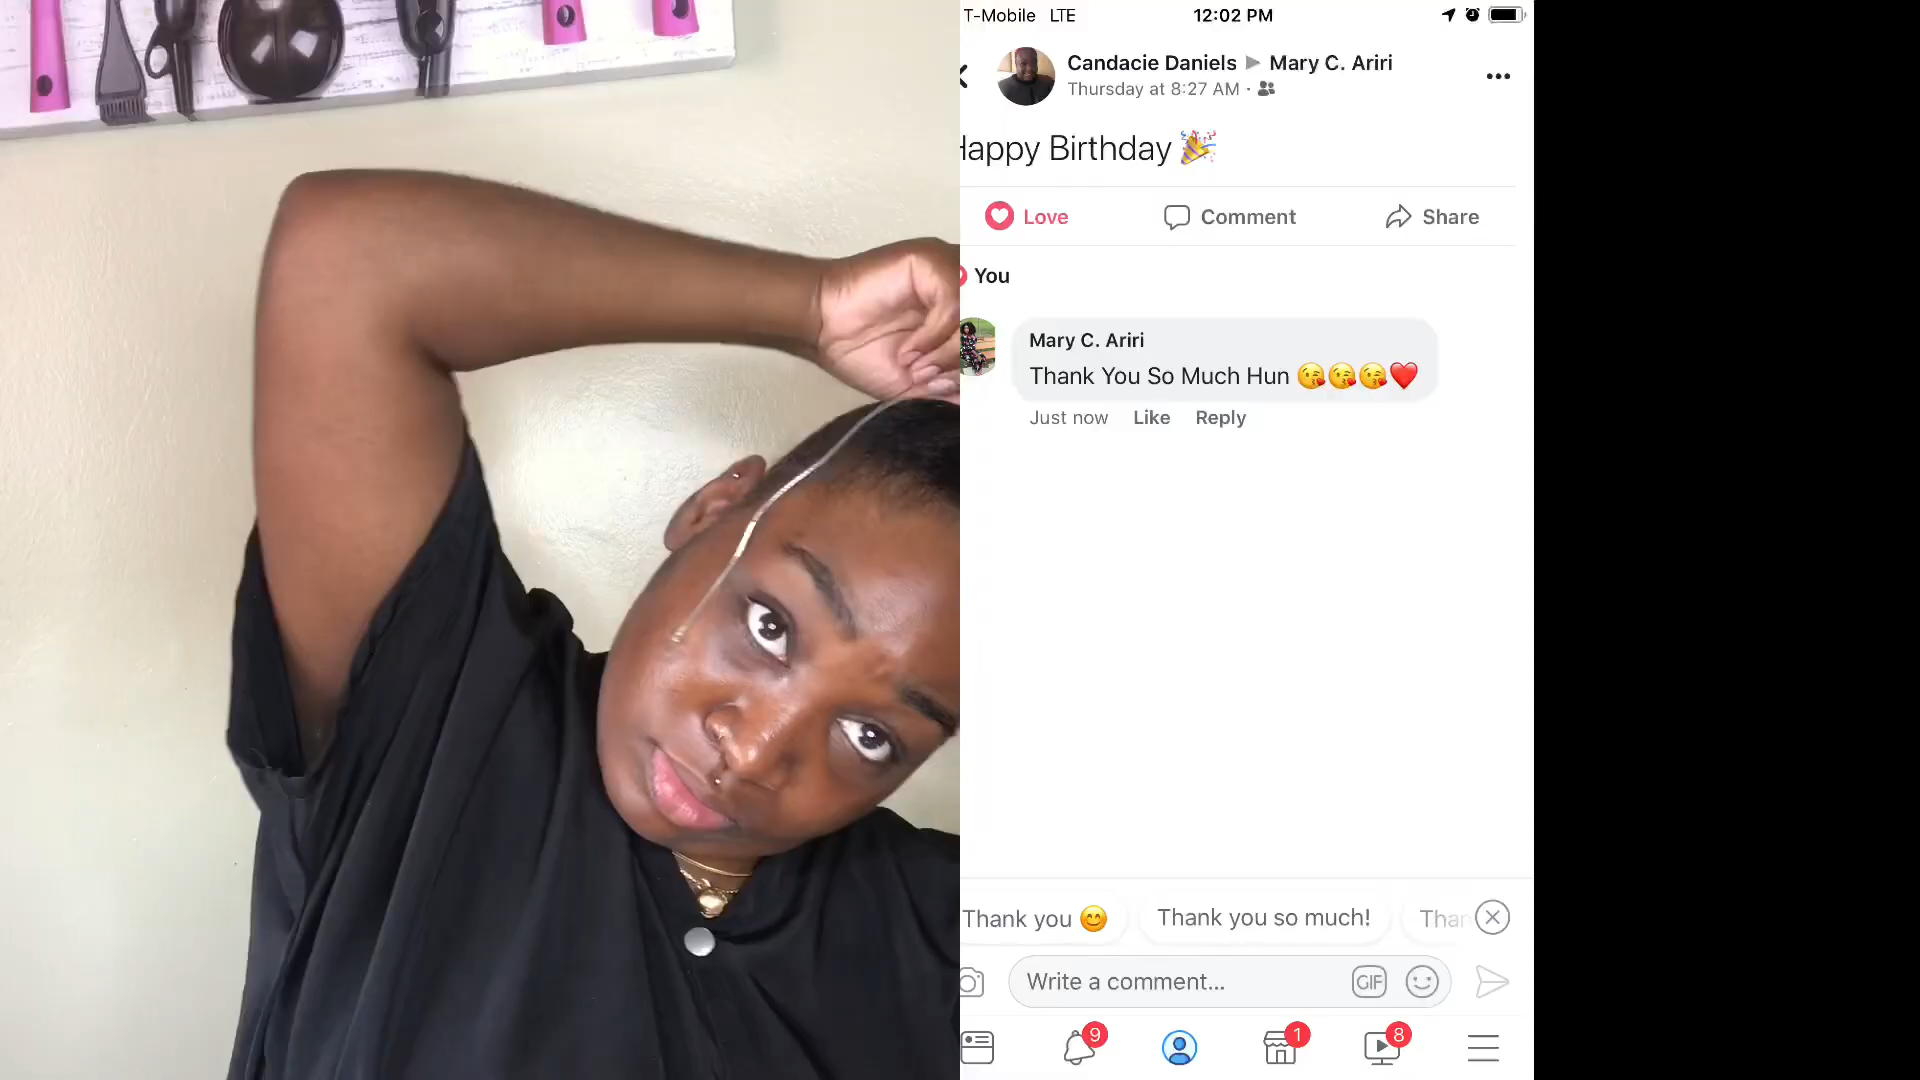 T-Mobile LTE 12:02 PM
Candacie Daniels ▶ Mary C. Ariri
Thursday at 8:27 AM ·
Happy Birthday 🎉
Love Comment Share
You
Mary C. Ariri
Thank You So Much Hun 😘😘😘❤️
Just now Like Reply
Thank you 😊 Thank you so much! Than
Write a comment... GIF
9 1 8